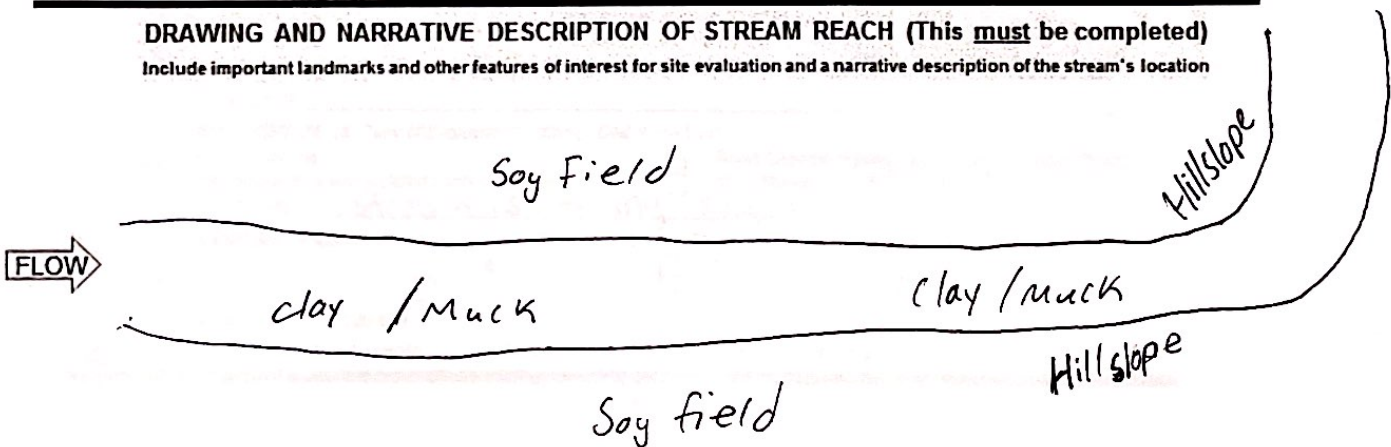 DRAWING AND NARRATIVE DESCRIPTION OF STREAM REACH (This must be completed)
Include important landmarks and other features of interest for site evaluation and a narrative description of the stream's location
Hillslope
Soy Field
FLOW
clay / Muck
Clay / Muck
Hillslope
Soy field